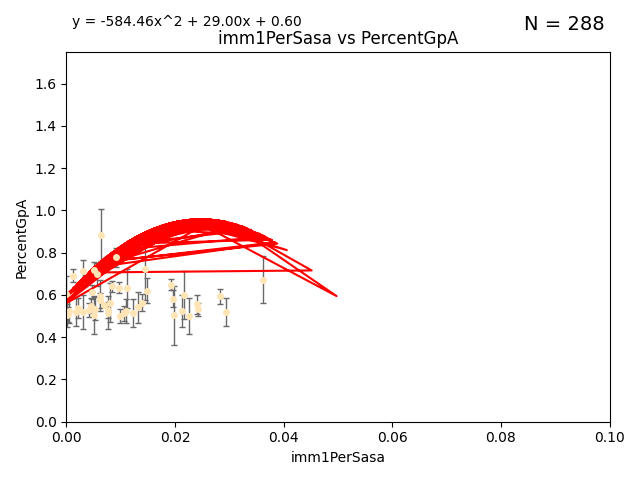 y = -584.46x^2 + 29.00x + 0.60
N = 288
imm1PerSasa vs PercentGpA
PercentGpA
1.6
1.4
1.2
1.0
0.8
0.6
0.4
0.2
0.0
0.00 0.02 0.04 0.06 0.08 0.10
imm1PerSasa